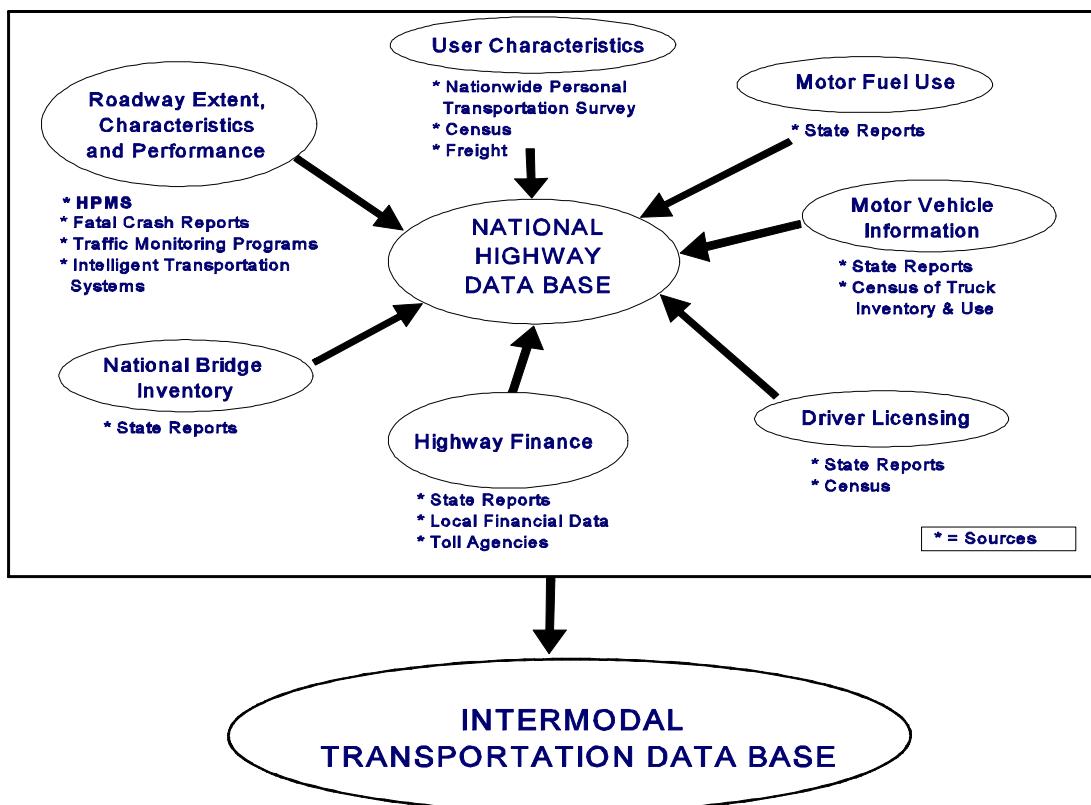 User Characteristics
* Nationwide Personal
Transportation Survey
* Census
* Freight
Roadway Extent,
Characteristics
and Performance
* HPMS
* Fatal Crash Reports
* Traffic Monitoring Programs
* Intelligent Transportation
Systems
Motor Fuel Use
* State Reports
NATIONAL
HIGHWAY
DATA BASE
Motor Vehicle
Information
* State Reports
* Census of Truck
Inventory & Use
National Bridge
Inventory
* State Reports
Highway Finance
* State Reports
* Local Financial Data
* Toll Agencies
Driver Licensing
* State Reports
* Census
* = Sources
INTERMODAL
TRANSPORTATION DATA BASE